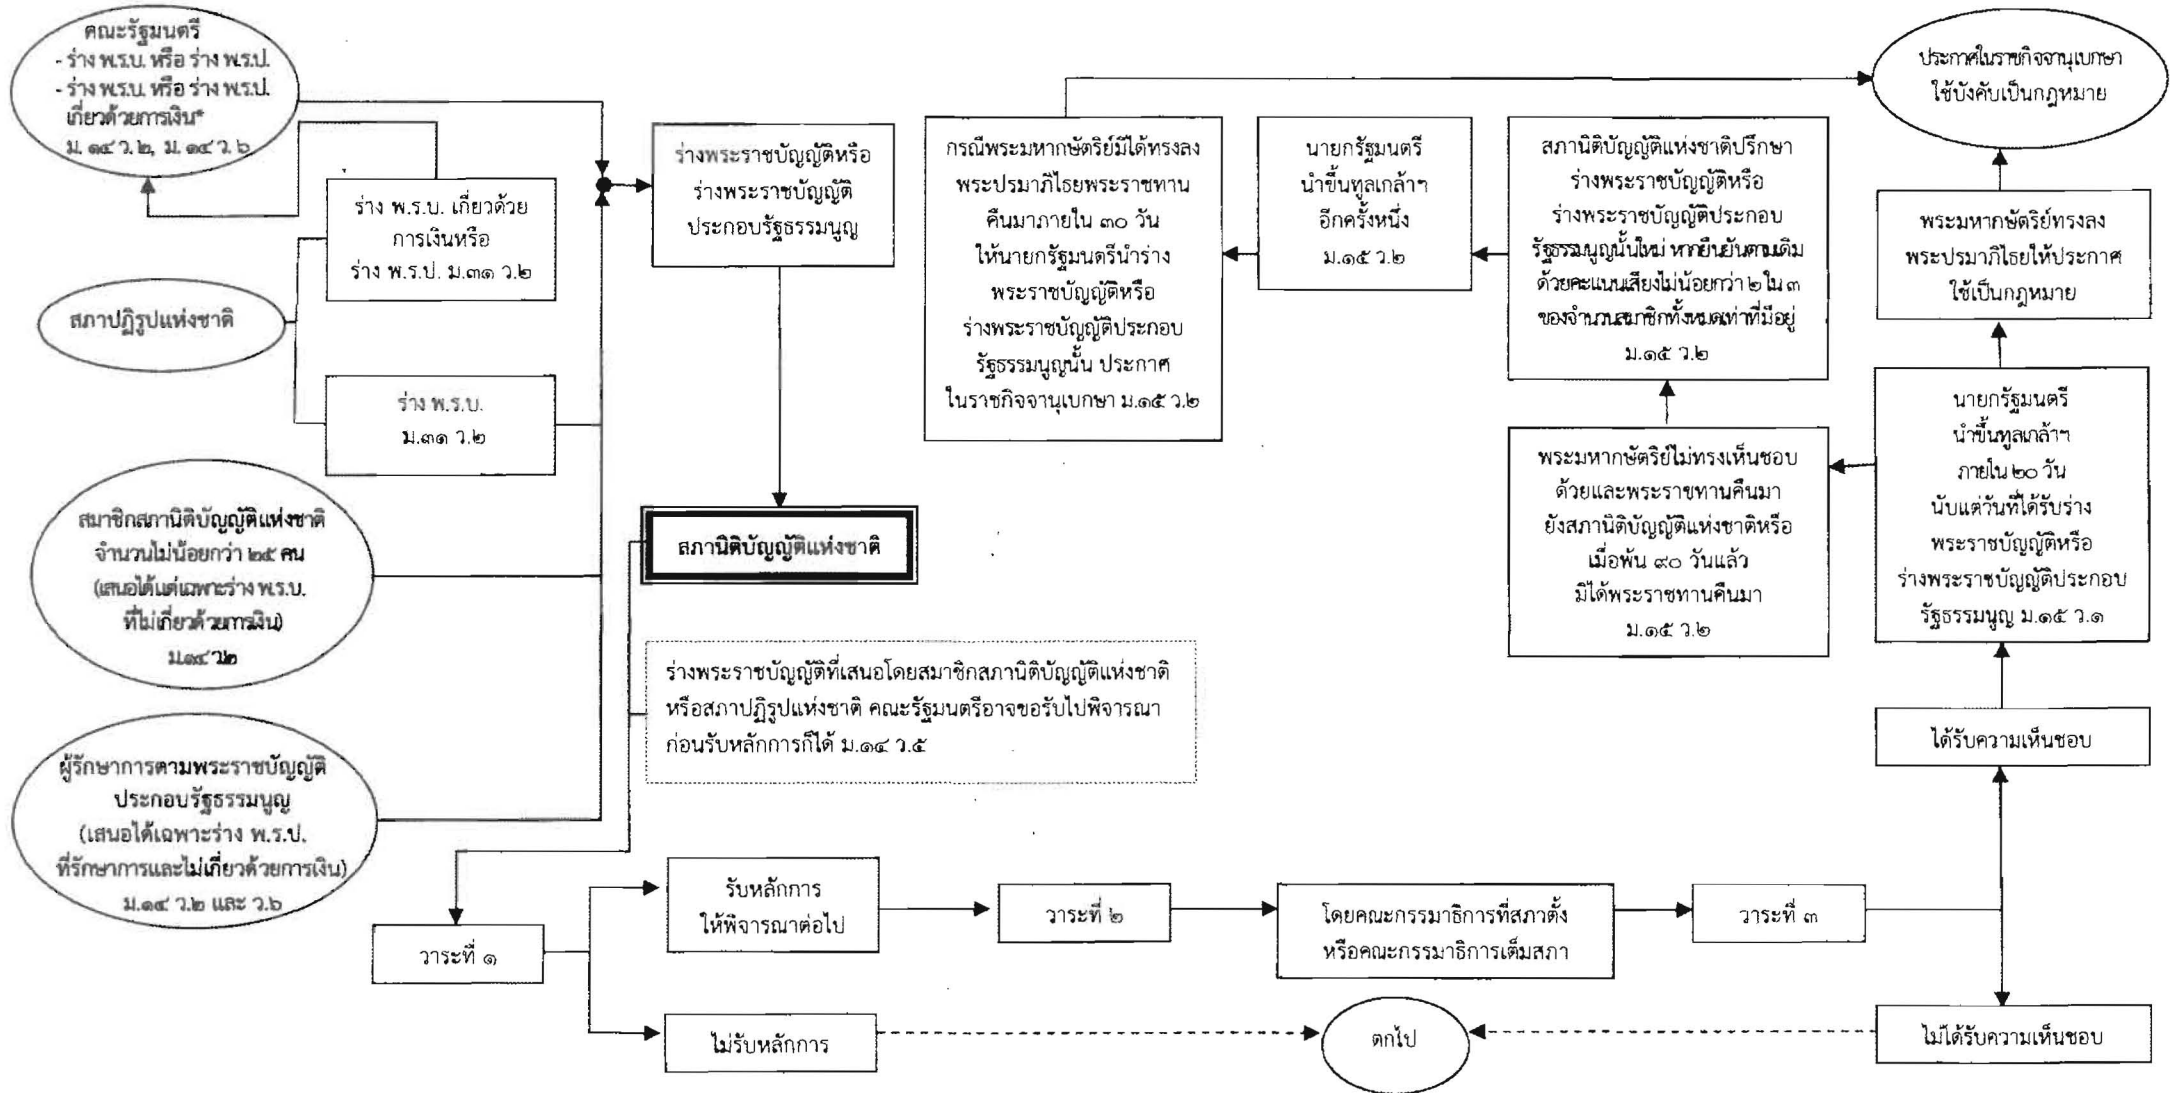 คณะรัฐมนตรี
- ร่าง พ.ร.บ. หรือ ร่าง พ.ร.ป.
- ร่าง พ.ร.บ. หรือ ร่าง พ.ร.ป.
เกี่ยวด้วยการเงิน*
ม. ๑๔ ว. ๒, ม. ๑๔ ว. ๖
ร่าง พ.ร.บ. เกี่ยวด้วย
การเงินหรือ
ร่าง พ.ร.ป. ม.๓๑ ว.๒
สภาปฏิรูปแห่งชาติ
ร่าง พ.ร.บ.
ม.๓๑ ว.๒
สมาชิกสภานิติบัญญัติแห่งชาติ
จำนวนไม่น้อยกว่า ๒๕ คน
(เสนอได้แต่เฉพาะร่าง พ.ร.บ.
ที่ไม่เกี่ยวด้วยการเงิน)
ม.๑๔ ว.๒
ผู้รักษาการตามพระราชบัญญัติ
ประกอบรัฐธรรมนูญ
(เสนอได้เฉพาะร่าง พ.ร.ป.
ที่รักษาการและไม่เกี่ยวด้วยการเงิน)
ม.๑๔ ว.๒ และ ว.๖
ร่างพระราชบัญญัติหรือ
ร่างพระราชบัญญัติ
ประกอบรัฐธรรมนูญ
สภานิติบัญญัติแห่งชาติ
ร่างพระราชบัญญัติที่เสนอโดยสมาชิกสภานิติบัญญัติแห่งชาติ
หรือสภาปฏิรูปแห่งชาติ คณะรัฐมนตรีอาจขอรับไปพิจารณา
ก่อนรับหลักการก็ได้ ม.๑๔ ว.๕
วาระที่ ๑
รับหลักการ
ให้พิจารณาต่อไป
ไม่รับหลักการ
วาระที่ ๒
โดยคณะกรรมาธิการที่สภาตั้ง
หรือคณะกรรมาธิการเต็มสภา
วาระที่ ๓
ตกไป
ไม่ได้รับความเห็นชอบ
ได้รับความเห็นชอบ
นายกรัฐมนตรี
นำขึ้นทูลเกล้าฯ
ภายใน ๒๐ วัน
นับแต่วันที่ได้รับร่าง
พระราชบัญญัติหรือ
ร่างพระราชบัญญัติประกอบ
รัฐธรรมนูญ ม.๑๕ ว.๑
พระมหากษัตริย์ทรงลง
พระปรมาภิไธยให้ประกาศ
ใช้เป็นกฎหมาย
ประกาศในราชกิจจานุเบกษา
ใช้บังคับเป็นกฎหมาย
พระมหากษัตริย์ไม่ทรงเห็นชอบ
ด้วยและพระราชทานคืนมา
ยังสภานิติบัญญัติแห่งชาติหรือ
เมื่อพ้น ๙๐ วันแล้ว
มิได้พระราชทานคืนมา
ม.๑๕ ว.๒
สภานิติบัญญัติแห่งชาติปรึกษา
ร่างพระราชบัญญัติหรือ
ร่างพระราชบัญญัติประกอบ
รัฐธรรมนูญนั้นใหม่ หากยืนยันตามเดิม
ด้วยคะแนนเสียงไม่น้อยกว่า ๒ ใน ๓
ของจำนวนสมาชิกทั้งหมดเท่าที่มีอยู่
ม.๑๕ ว.๒
นายกรัฐมนตรี
นำขึ้นทูลเกล้าฯ
อีกครั้งหนึ่ง
ม.๑๕ ว.๒
กรณีพระมหากษัตริย์มิได้ทรงลง
พระปรมาภิไธยพระราชทาน
คืนมาภายใน ๓๐ วัน
ให้นายกรัฐมนตรีนำร่าง
พระราชบัญญัติหรือ
ร่างพระราชบัญญัติประกอบ
รัฐธรรมนูญนั้น ประกาศ
ในราชกิจจานุเบกษา ม.๑๕ ว.๒